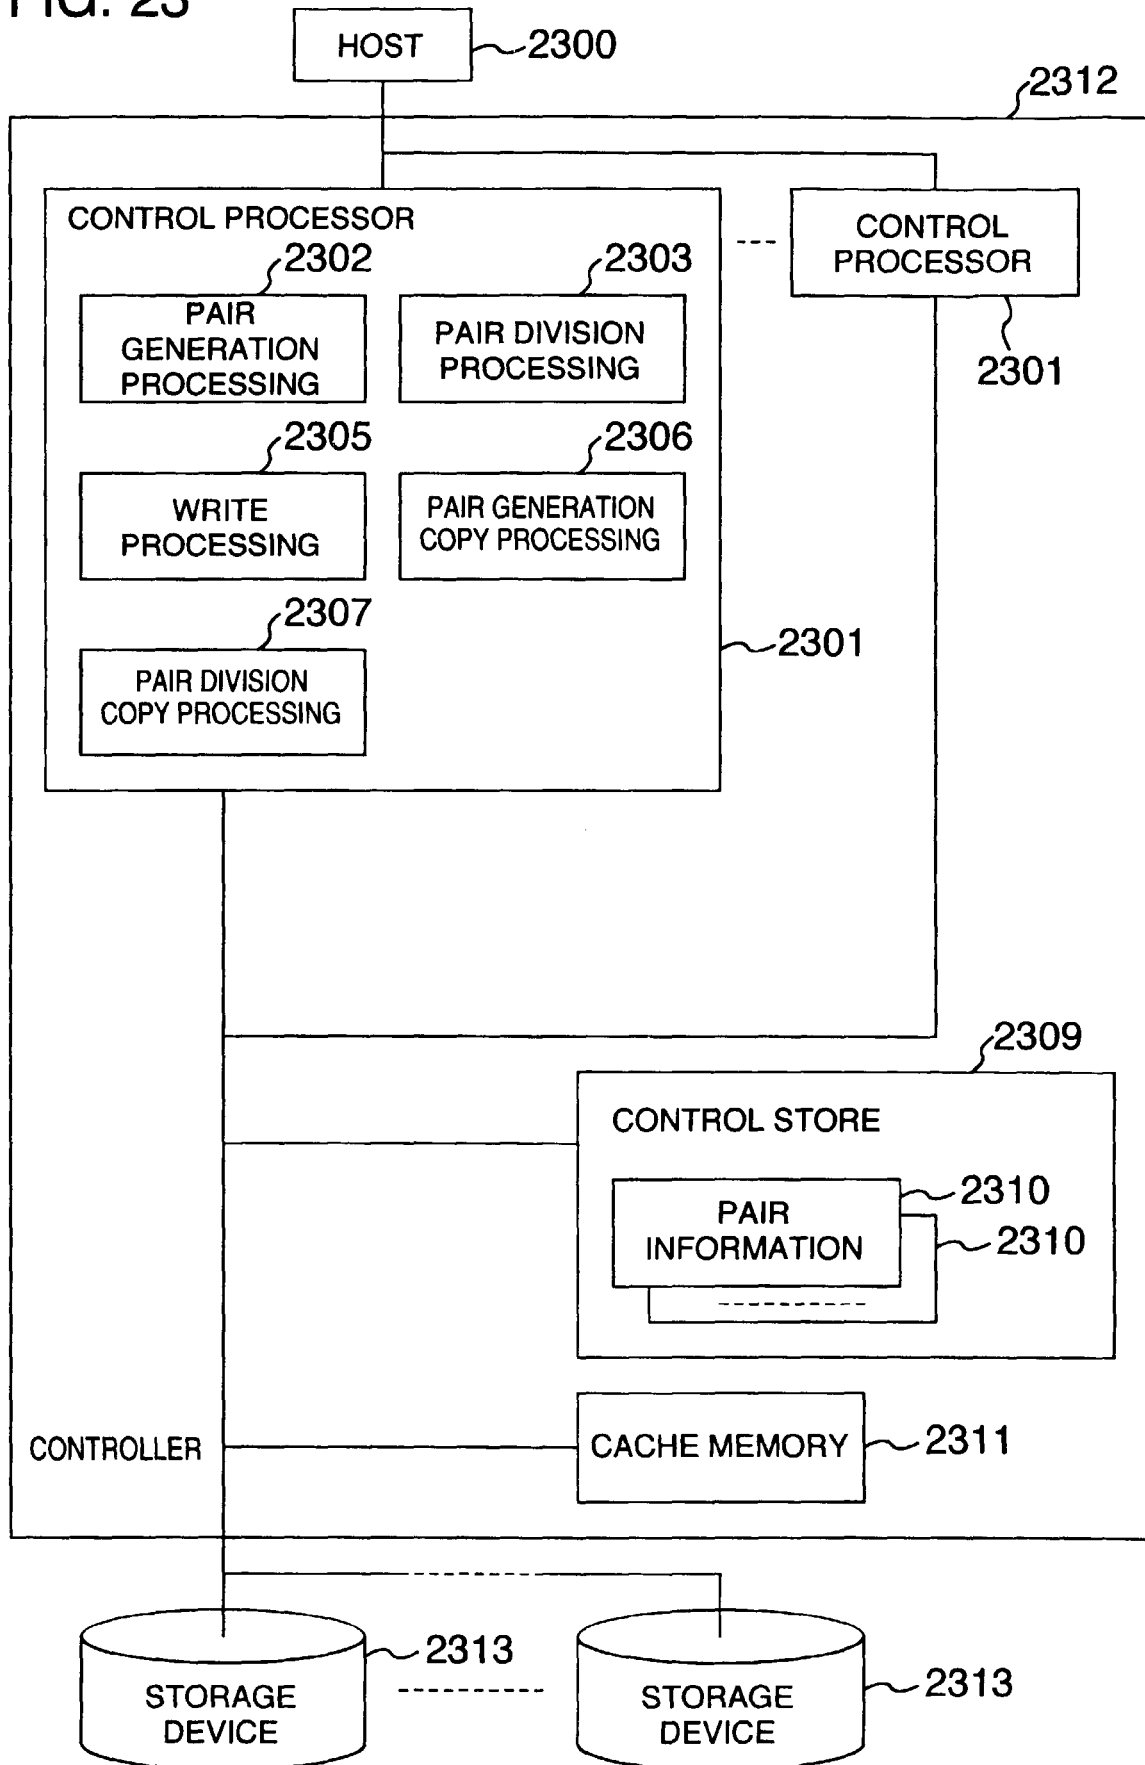 FIG. 23
HOST
2300
2312
CONTROL PROCESSOR
2302
2303
PAIR
GENERATION
PROCESSING
PAIR DIVISION
PROCESSING
CONTROL
PROCESSOR
2301
2305
2306
WRITE
PROCESSING
PAIR GENERATION
COPY PROCESSING
2307
2301
PAIR DIVISION
COPY PROCESSING
2309
CONTROL STORE
2310
PAIR
INFORMATION
2310
CONTROLLER
CACHE MEMORY
2311
2313
STORAGE
DEVICE
2313
STORAGE
DEVICE